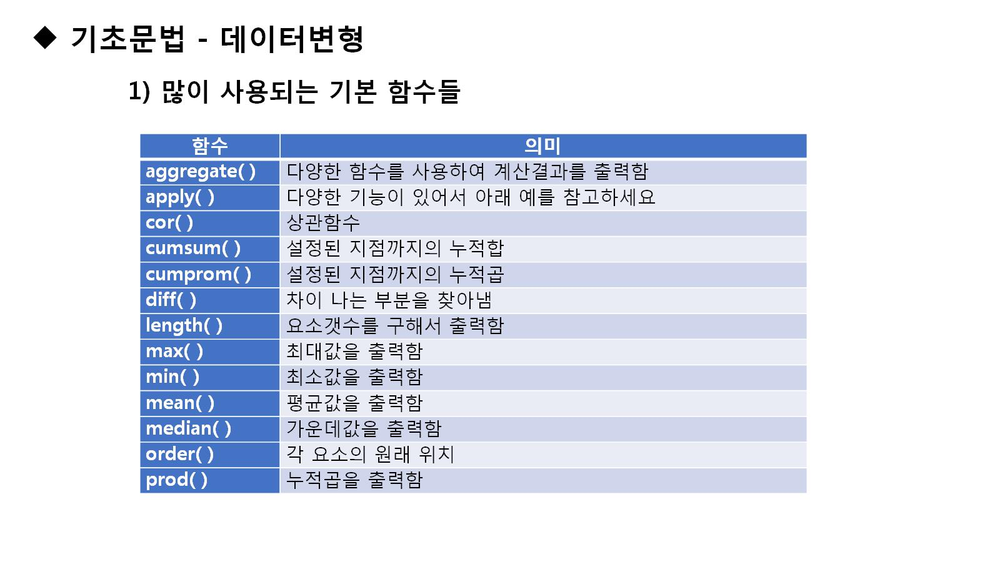 ◆ 기초문법 - 데이터변형
1) 많이 사용되는 기본 함수들
함수 의미
aggregate( ) 다양한 함수를 사용하여 계산결과를 출력함
apply( ) 다양한 기능이 있어서 아래 예를 참고하세요
cor( ) 상관함수
cumsum( ) 설정된 지점까지의 누적합
cumprom( ) 설정된 지점까지의 누적곱
diff( ) 차이 나는 부분을 찾아냄
length( ) 요소갯수를 구해서 출력함
max( ) 최대값을 출력함
min( ) 최소값을 출력함
mean( ) 평균값을 출력함
median( ) 가운데값을 출력함
order( ) 각 요소의 원래 위치
prod( ) 누적곱을 출력함